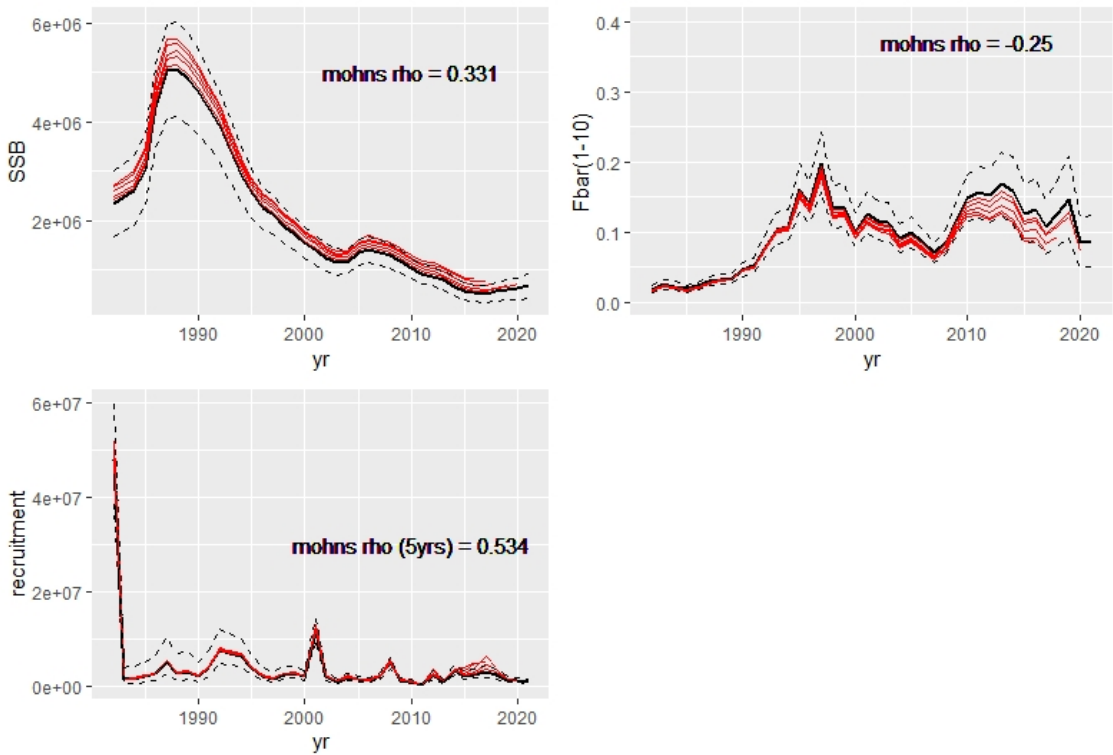 6e+06
4e+06
2e+06
SSB
mohns rho = 0.331
1990
2000
2010
2020
yr
0.4
0.3
0.2
0.1
0.0
Fbar(1-10)
mohns rho = -0.25
1990
2000
2010
2020
yr
6e+07
4e+07
2e+07
0e+00
recruitment
mohns rho (5yrs) = 0.534
1990
2000
2010
2020
yr